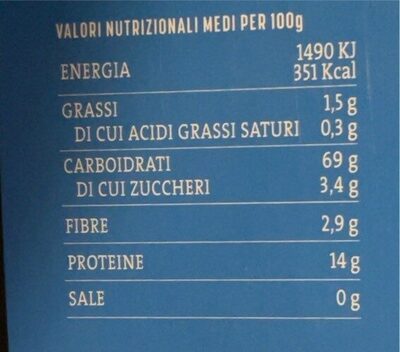 VALORI NUTRIZIONALI MEDI PER 100g
ENERGIA 1490 KJ
351 Kcal
GRASSI 1,5 g
DI CUI ACIDI GRASSI SATURI 0,3 g
CARBOIDRATI 69 g
DI CUI ZUCCHERI 3,4 g
FIBRE 2,9 g
PROTEINE 14 g
SALE 0 g